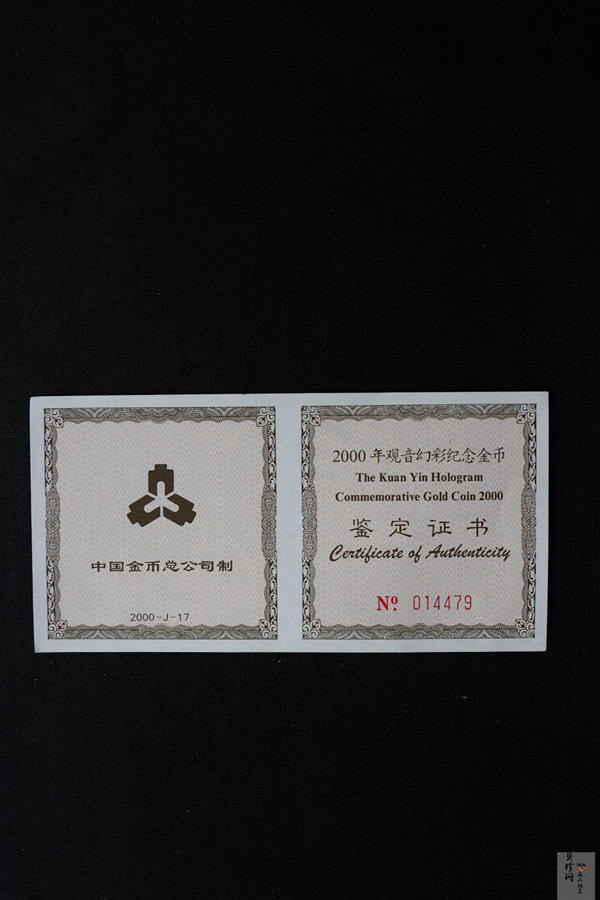 中国金币总公司制
2000-J-17
2000年观音幻彩纪念金币
The Kuan Yin Hologram
Commemorative Gold Coin 2000
鉴定证书
Certificate of Authenticity
Nº 014479